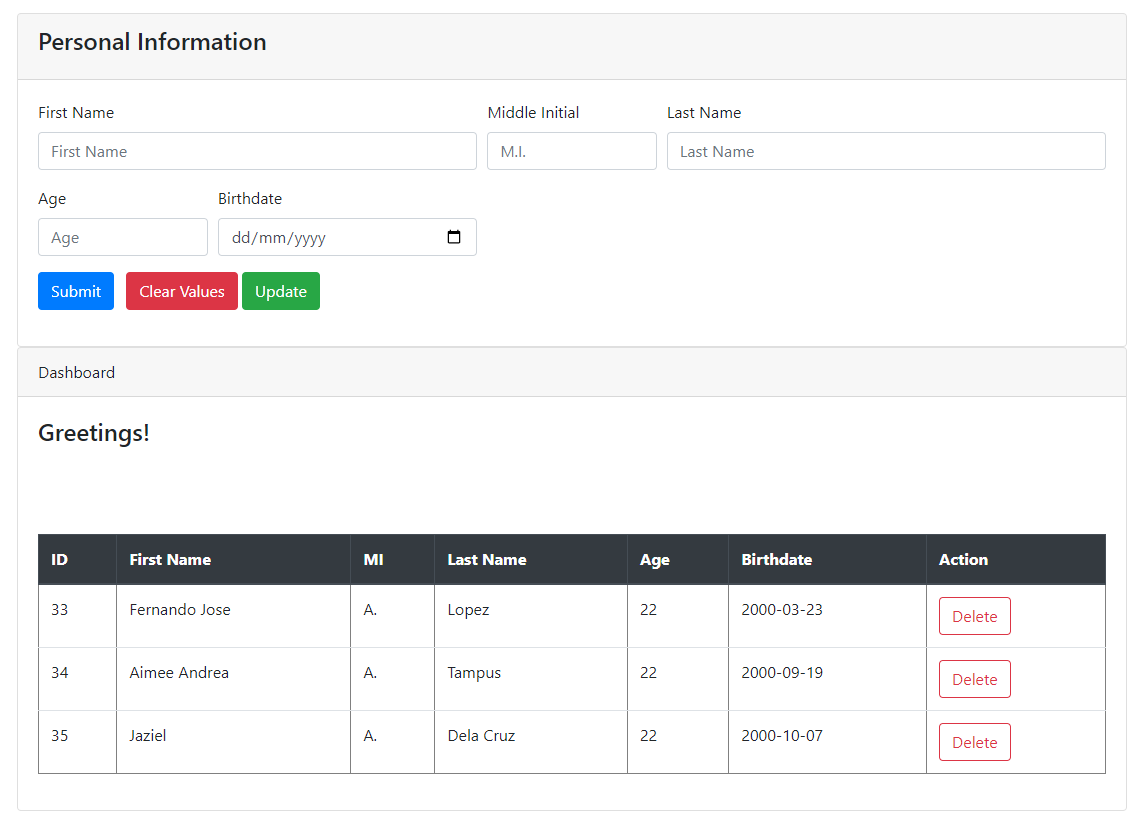 Personal Information
First Name Middle Initial Last Name
First Name M.I. Last Name
Age Birthdate
Age dd/mm/yyyy
Submit Clear Values Update
Dashboard
Greetings!
ID First Name MI Last Name Age Birthdate Action
33 Fernando Jose A. Lopez 22 2000-03-23 Delete
34 Aimee Andrea A. Tampus 22 2000-09-19 Delete
35 Jaziel A. Dela Cruz 22 2000-10-07 Delete